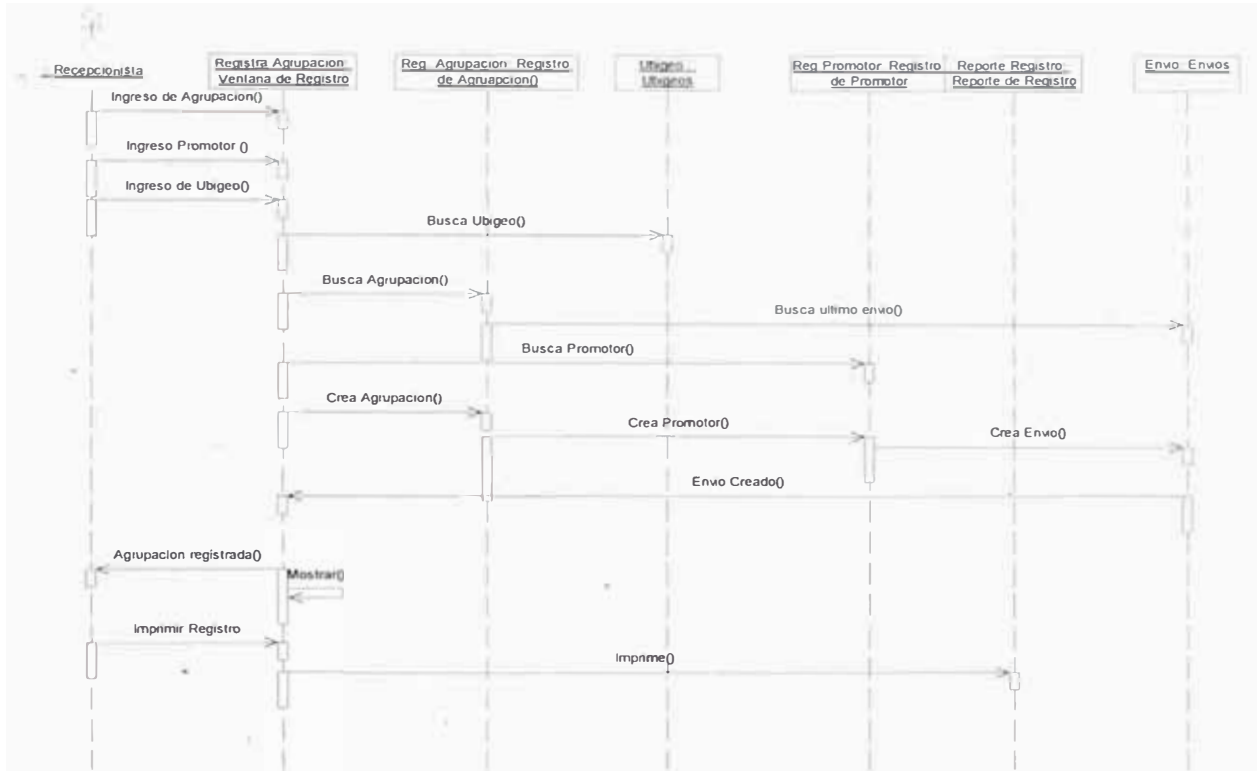 Recepcionista
Registra Agrupacion
Ventana de Registro
Reg. Agrupacion Registro
de Agruapcion()
Ubigeo :
Ubigeos
Reg Promotor Registro
de Promotor
Reporte Registro:
Reporte de Registro
Envio Envios
Ingreso de Agrupacion()
Ingreso Promotor ()
Ingreso de Ubigeo()
Busca Ubigeo()
Busca Agrupacion()
Busca ultimo envio()
Busca Promotor()
Crea Agrupacion()
Crea Promotor()
Crea Envio()
Envio Creado()
Agrupacion registrada()
Mostrar()
Imprimir Registro
Imprime()